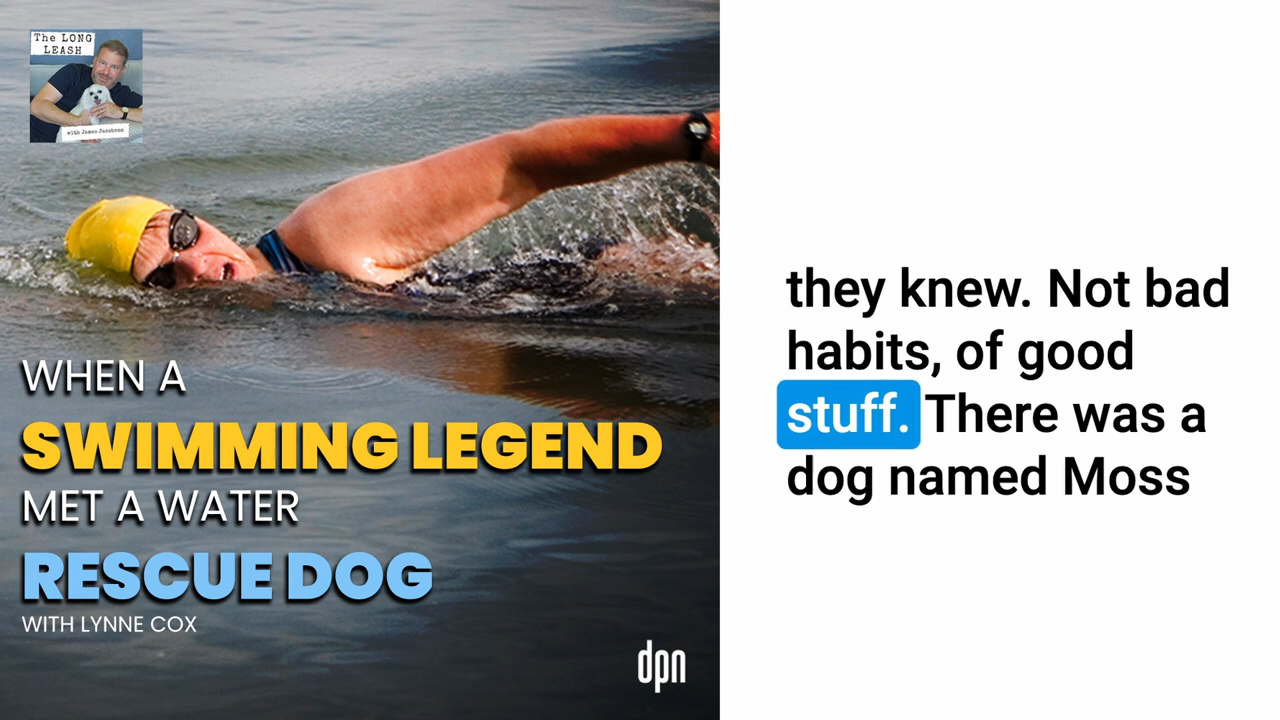 The LONG
LEASH
with James Jacobson
WHEN A
SWIMMING LEGEND
MET A WATER
RESCUE DOG
WITH LYNNE COX
dpn
they knew. Not bad
habits, of good
stuff. There was a
dog named Moss